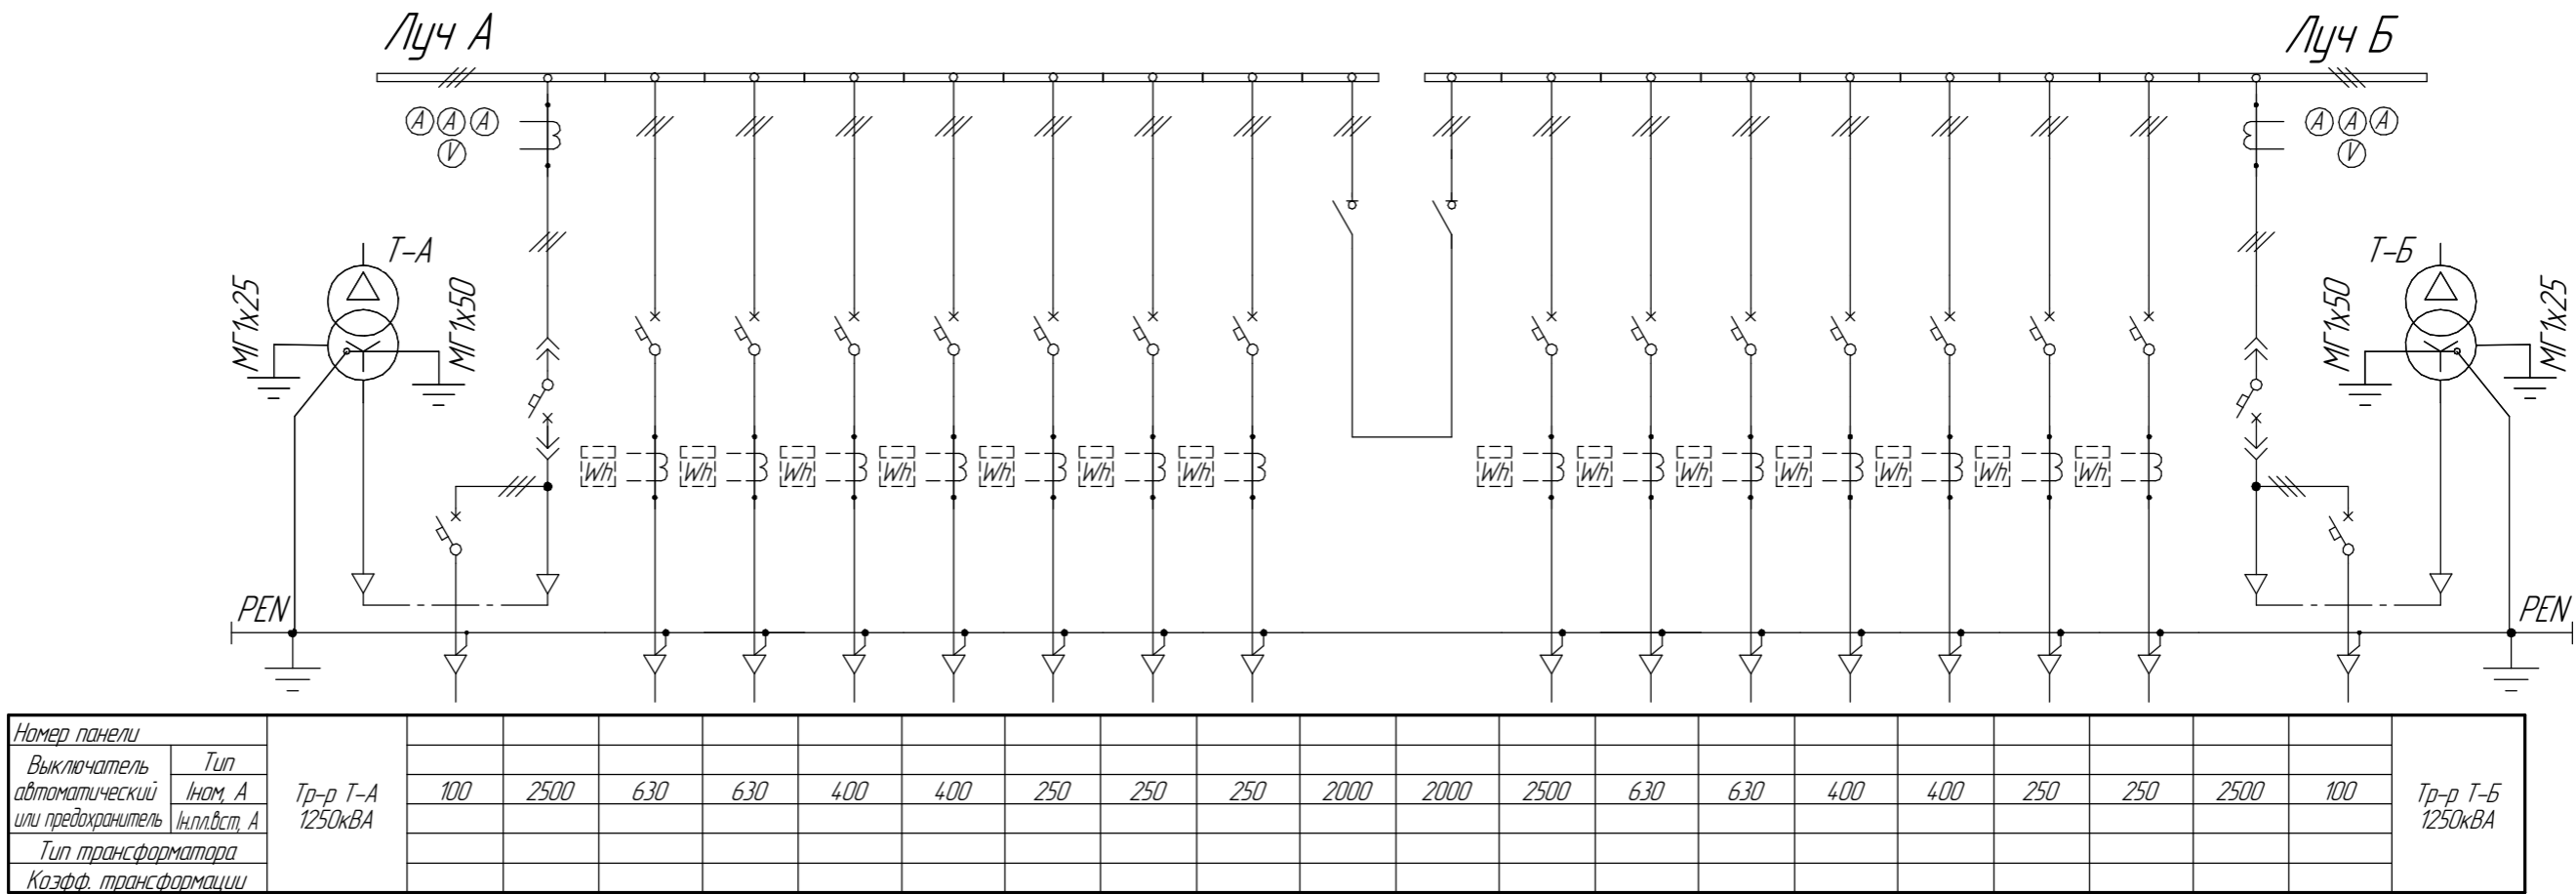 Луч А
Луч Б
А А А
V
А А А
V
Т-А
Т-Б
МГ1х25
МГ1х50
МГ1х50
МГ1х25
Wh Wh Wh Wh Wh Wh Wh Wh Wh Wh Wh Wh Wh Wh
PEN
PEN
Номер панели
Выключатель автоматический или предохранитель
Тип
Iном, А
Iн.пл.вст, А
Тип трансформатора
Коэфф. трансформации
Тр-р Т-А
1250кВА
100 2500 630 630 400 400 250 250 250 2000 2000 2500 630 630 400 400 250 250 2500 100
Тр-р Т-Б
1250кВА